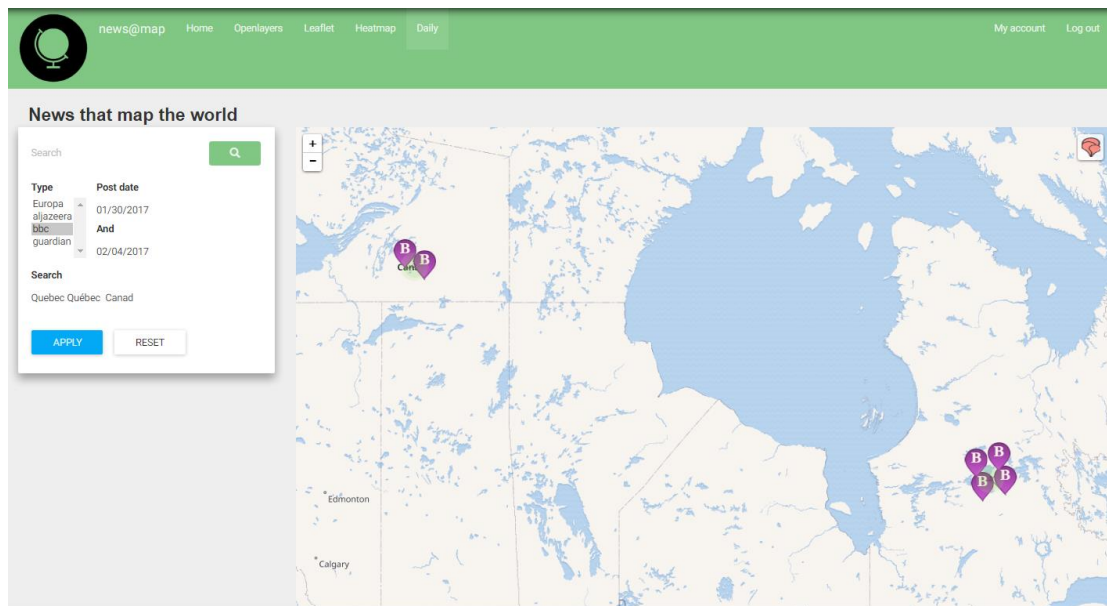 news@map Home Openlayers Leaflet Heatmap Daily My account Log out
News that map the world
Search
Type Post date
Europa
aljazeera
bbc
guardian
01/30/2017
And
02/04/2017
Search
Quebec Québec Canad
APPLY RESET
+
-
B
B
B
B
B
B
Edmonton
Calgary